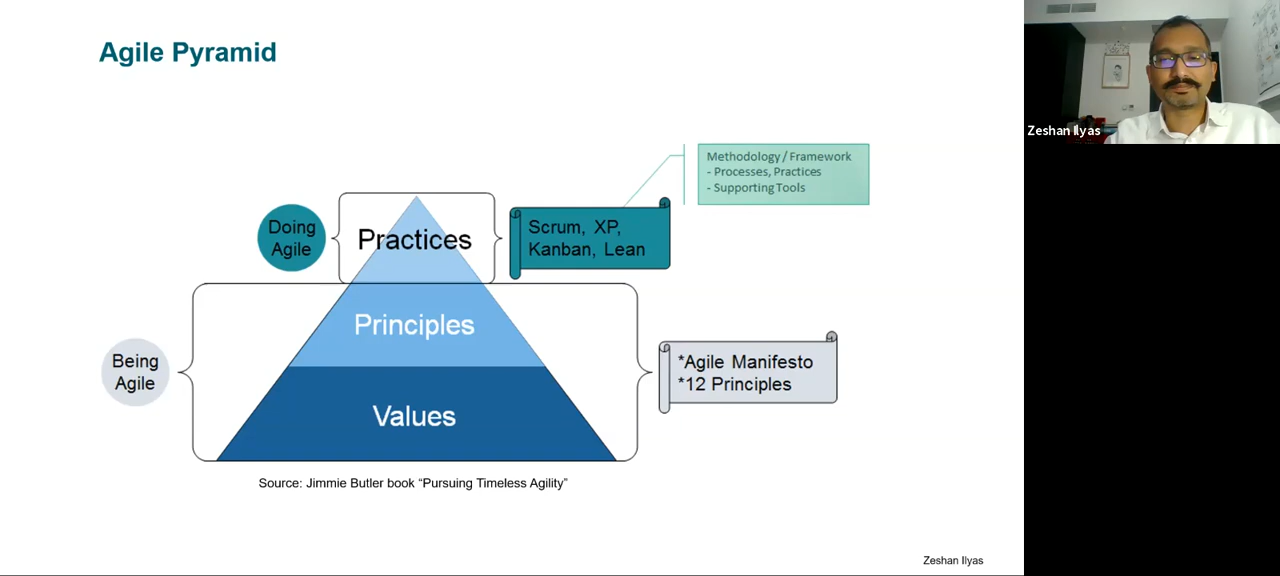 Agile Pyramid
Zeshan Ilyas
Methodology / Framework
- Processes, Practices
- Supporting Tools
Doing
Agile
Practices
Scrum, XP,
Kanban, Lean
Principles
Being
Agile
*Agile Manifesto
*12 Principles
Values
Source: Jimmie Butler book “Pursuing Timeless Agility”
Zeshan Ilyas